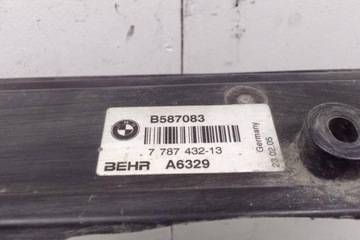 B587083
7 787 432-13
BEHR A6329
Germany
23.02.05